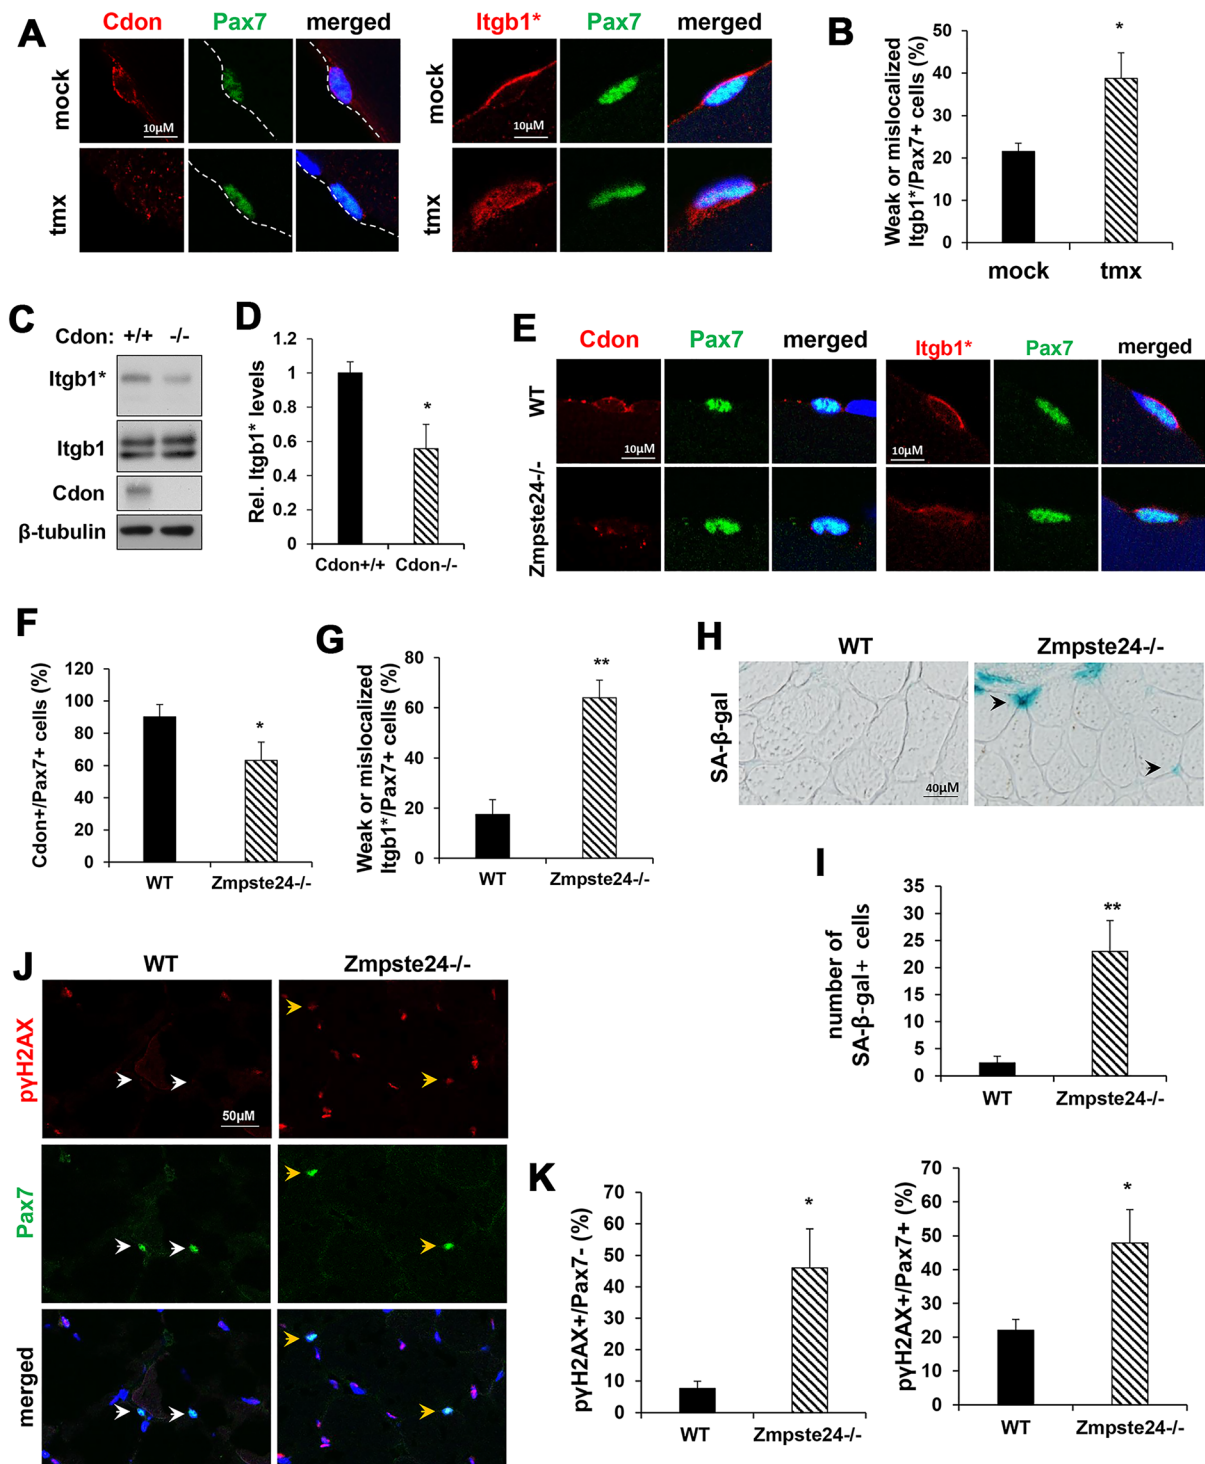 A
Cdon Pax7 merged
Itgb1* Pax7 merged
mock
10μM
tmx
mock
10μM
tmx
B
Weak or mislocalized
Itgb1*/Pax7+ cells (%)
50
40
30
20
10
0
*
mock tmx
C
Cdon: +/+ -/-
Itgb1*
Itgb1
Cdon
β-tubulin
D
Rel. Itgb1* levels
1.2
1
0.8
0.6
0.4
0.2
0
*
Cdon+/+ Cdon-/-
E
Cdon Pax7 merged Itgb1* Pax7 merged
WT
10μM
10μM
Zmpste24-/-
F
Cdon+/Pax7+ cells (%)
120
100
80
60
40
20
0
*
WT Zmpste24-/-
G
Weak or mislocalized
Itgb1*/Pax7+ cells (%)
80
60
40
20
0
**
WT Zmpste24-/-
H
WT Zmpste24-/-
SA-β-gal
40μM
I
number of
SA-β-gal+ cells
35
30
25
20
15
10
5
0
**
WT Zmpste24-/-
J
WT Zmpste24-/-
pyH2AX
50μM
Pax7
merged
K
pyH2AX+/Pax7- (%)
70
60
50
40
30
20
10
0
*
WT Zmpste24-/-
pyH2AX+/Pax7+ (%)
70
60
50
40
30
20
10
0
*
WT Zmpste24-/-